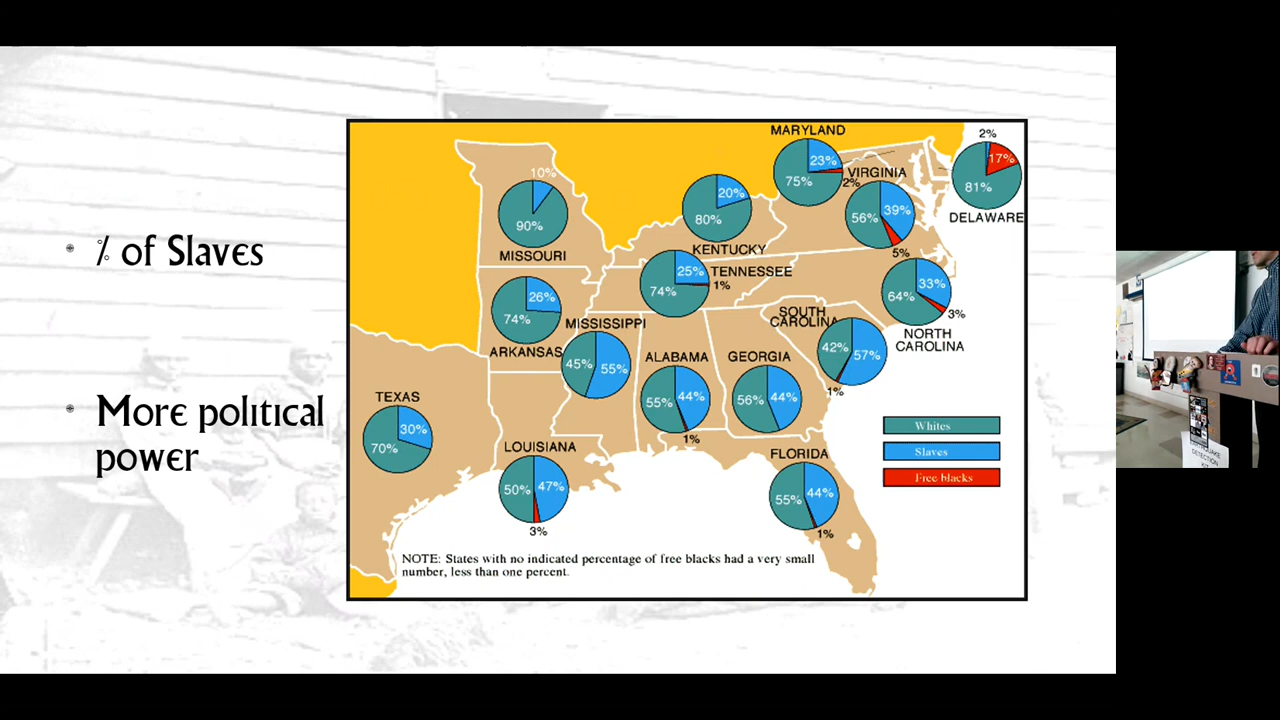 % of Slaves
More political
power
MARYLAND
23%
75%
2%
VIRGINIA
39%
56%
5%
2%
17%
81%
DELAWARE
10%
90%
MISSOURI
20%
80%
KENTUCKY
25%
74%
1%
TENNESSEE
33%
64%
3%
NORTH
CAROLINA
26%
74%
ARKANSAS
MISSISSIPPI
45%
55%
ALABAMA
44%
55%
1%
GEORGIA
44%
56%
SOUTH
CAROLINA
42%
57%
1%
TEXAS
30%
70%
LOUISIANA
50%
47%
3%
FLORIDA
44%
55%
1%
Whites
Slaves
Free blacks
NOTE: States with no indicated percentage of free blacks had a very small
number, less than one percent.
DETECTION